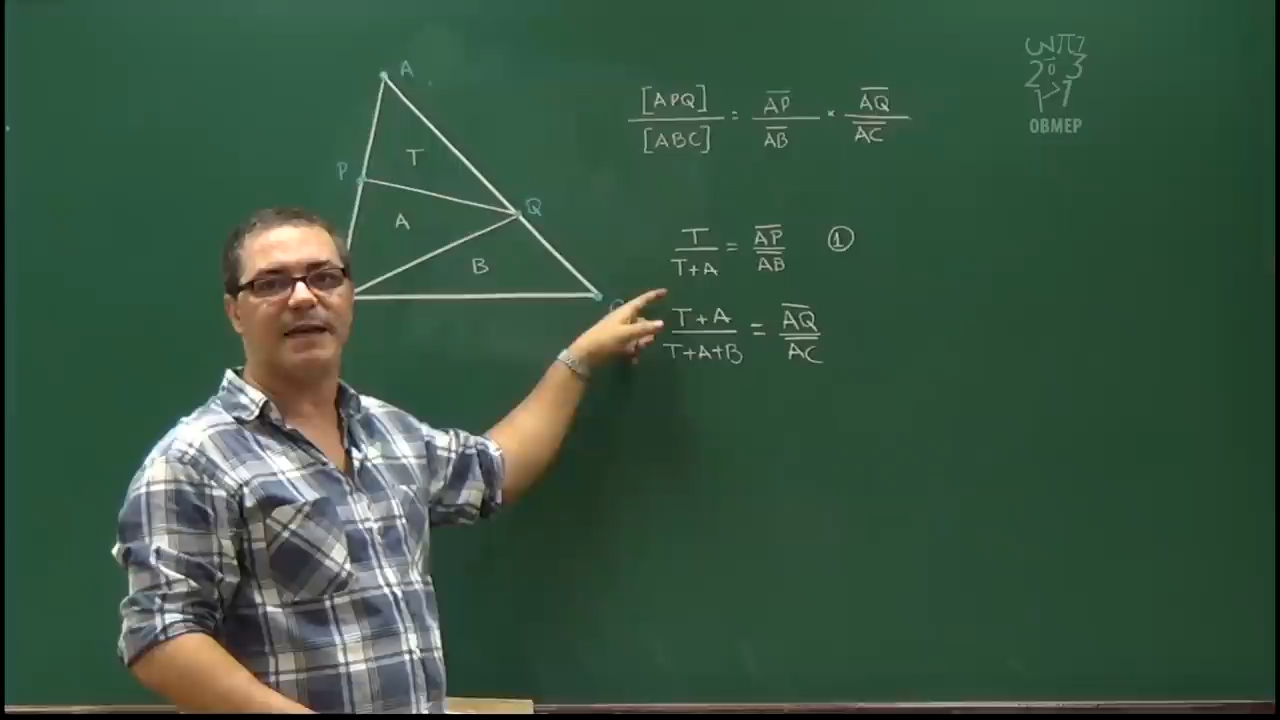 A
T
P
A
Q
B
[APQ] / [ABC] = AP / AB × AQ / AC
T / T+A = AP / AB ①
T+A / T+A+B = AQ / AC
OBMEP